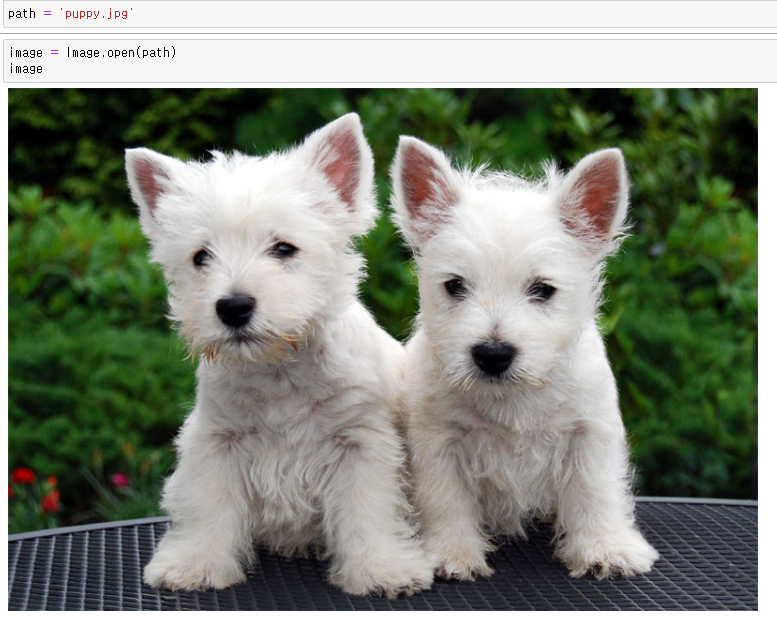 path = 'puppy.jpg'
image = Image.open(path)
image